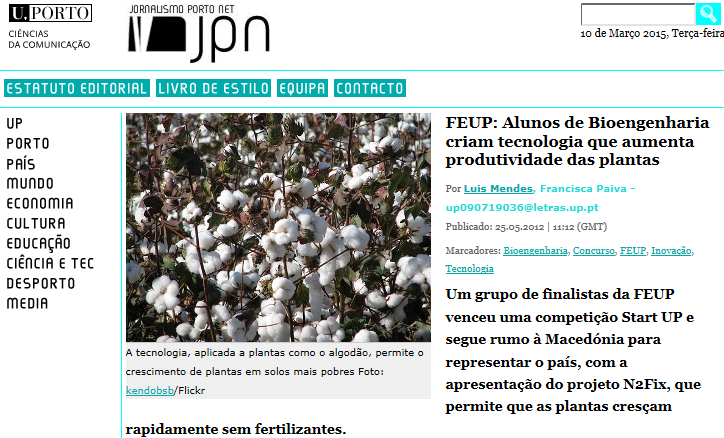 U.PORTO
CIÊNCIAS
DA COMUNICAÇÃO
JORNALISMO PORTO NET
jpn
10 de Março 2015, Terça-feira
ESTATUTO EDITORIAL LIVRO DE ESTILO EQUIPA CONTACTO
UP
PORTO
PAÍS
MUNDO
ECONOMIA
CULTURA
EDUCAÇÃO
CIÊNCIA E TEC
DESPORTO
MEDIA
FEUP: Alunos de Bioengenharia
criam tecnologia que aumenta
produtividade das plantas
Por Luis Mendes, Francisca Paiva -
up090719036@letras.up.pt
Publicado: 25.05.2012 | 11:12 (GMT)
Marcadores: Bioengenharia, Concurso, FEUP, Inovação,
Tecnologia
A tecnologia, aplicada a plantas como o algodão, permite o
crescimento de plantas em solos mais pobres Foto:
kendobsb/Flickr
Um grupo de finalistas da FEUP
venceu uma competição Start UP e
segue rumo à Macedónia para
representar o país, com a
apresentação do projeto N2Fix, que
permite que as plantas cresçam
rapidamente sem fertilizantes.